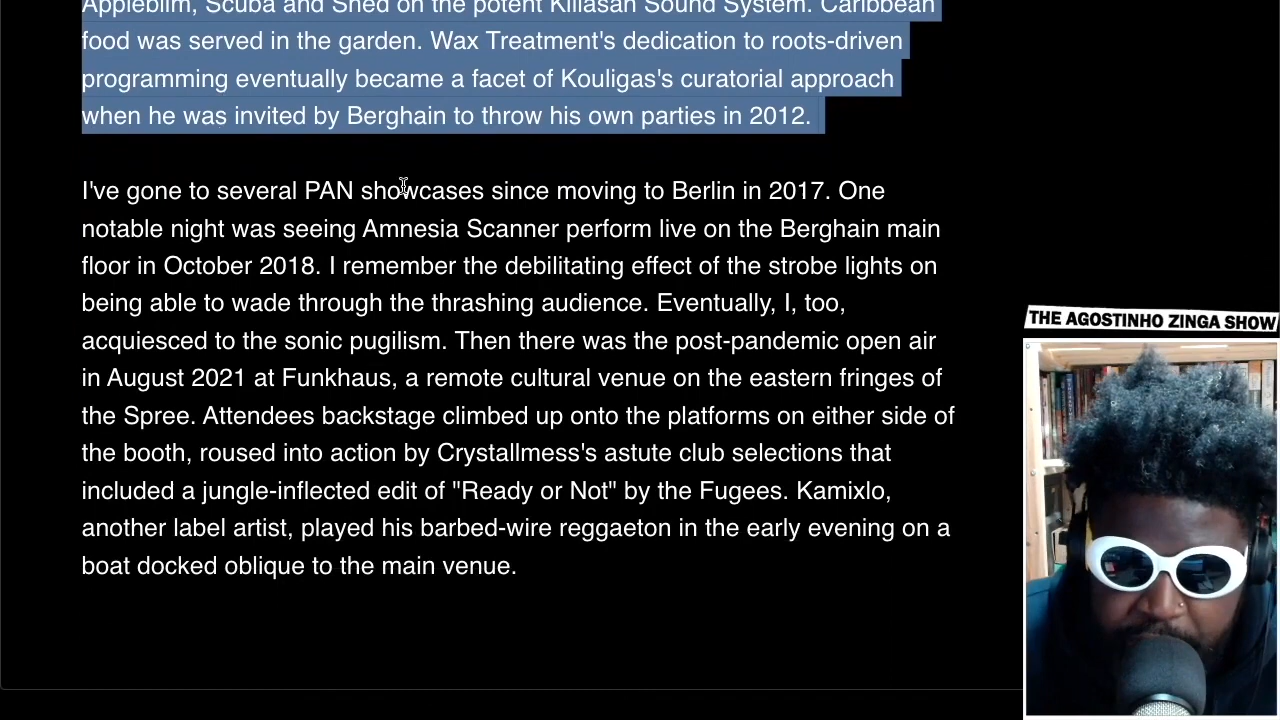 Appleblim, Scuba and Shed on the potent Killasan Sound System. Caribbean
food was served in the garden. Wax Treatment's dedication to roots-driven
programming eventually became a facet of Kouligas's curatorial approach
when he was invited by Berghain to throw his own parties in 2012.
I've gone to several PAN showcases since moving to Berlin in 2017. One
notable night was seeing Amnesia Scanner perform live on the Berghain main
floor in October 2018. I remember the debilitating effect of the strobe lights on
being able to wade through the thrashing audience. Eventually, I, too,
acquiesced to the sonic pugilism. Then there was the post-pandemic open air
in August 2021 at Funkhaus, a remote cultural venue on the eastern fringes of
the Spree. Attendees backstage climbed up onto the platforms on either side of
the booth, roused into action by Crystallmess's astute club selections that
included a jungle-inflected edit of "Ready or Not" by the Fugees. Kamixlo,
another label artist, played his barbed-wire reggaeton in the early evening on a
boat docked oblique to the main venue.
THE AGOSTINHO ZINGA SHOW